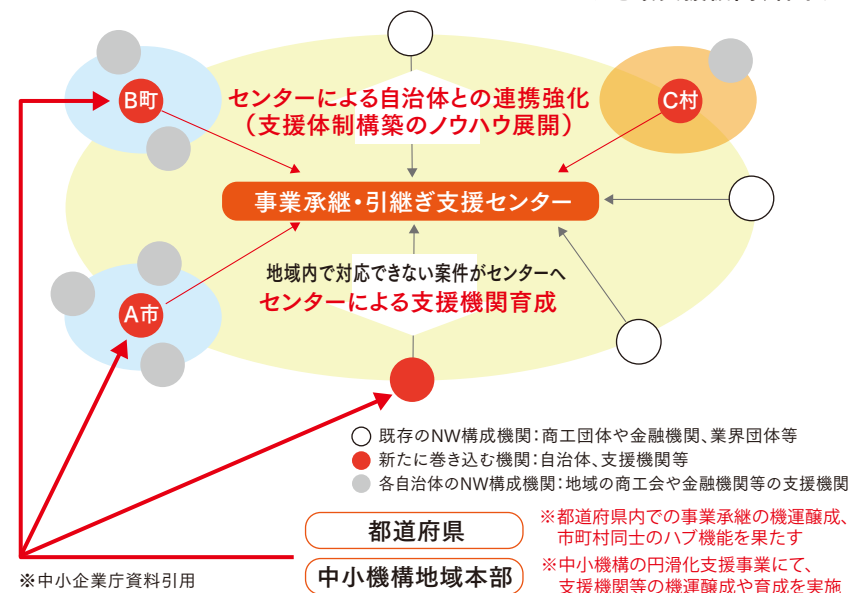 B町
C村
センターによる自治体との連携強化
（支援体制構築のノウハウ展開）
事業承継・引継ぎ支援センター
地域内で対応できない案件がセンターへ
センターによる支援機関育成
A市
既存のNW構成機関：商工団体や金融機関、業界団体等
新たに巻き込む機関：自治体、支援機関等
各自治体のNW構成機関：地域の商工会や金融機関等の支援機関
都道府県
※都道府県内での事業承継の機運醸成、
市町村同士のハブ機能を果たす
中小機構地域本部
※中小機構の円滑化支援事業にて、
支援機関等の機運醸成や育成を実施
※中小企業庁資料引用